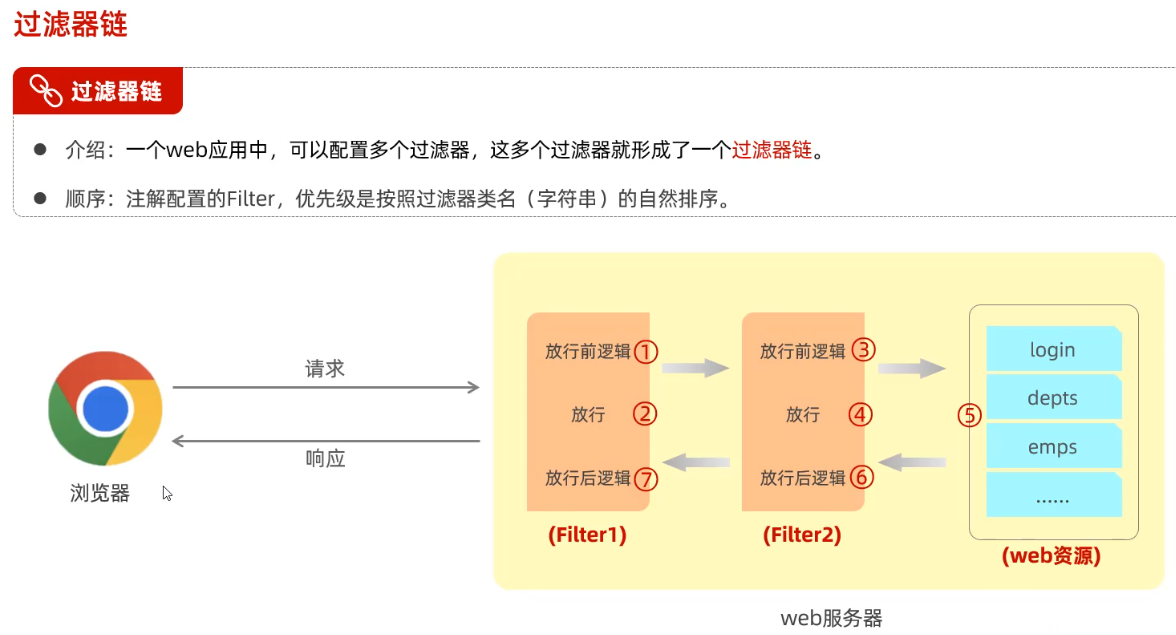 过滤器链
过滤器链
介绍：一个web应用中，可以配置多个过滤器，这多个过滤器就形成了一个过滤器链。
顺序：注解配置的Filter，优先级是按照过滤器类名（字符串）的自然排序。
浏览器
请求
响应
放行前逻辑①
放行 ②
放行后逻辑⑦
(Filter1)
放行前逻辑③
放行 ④
放行后逻辑⑥
(Filter2)
⑤
login
depts
emps
……
(web资源)
web服务器